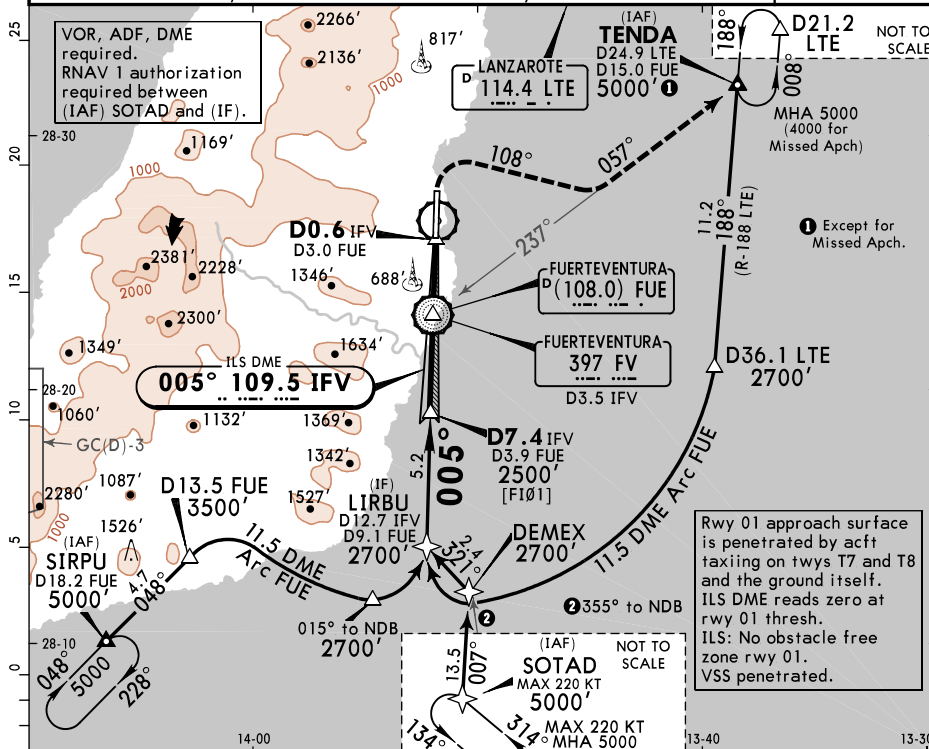 VOR, ADF, DME
required.
RNAV 1 authorization
required between
(IAF) SOTAD and (IF).
2266’
2136’
817’
1000
LANZAROTE
D 114.4 LTE
(IAF)
TENDA
D24.9 LTE
D15.0 FUE
5000’ 1
188°
D21.2
LTE
NOT TO
SCALE
008°
MHA 5000
(4000 for
Missed Apch)
25
28-30
20
1169’
1000
108°
057°
237°
11.2
188°
(R-188 LTE)
1 Except for
Missed Apch.
D0.6 IFV
D3.0 FUE
2381’
2228’
2000
1346’
688’
15
2300’
FUERTEVENTURA
D (108.0) FUE
1349’
1634’
FUERTEVENTURA
397 FV
D3.5 IFV
ILS DME
005° 109.5 IFV
D36.1 LTE
2700’
28-20
1060’
10
1132’
1369’
GC(D)-3
1342’
5.2
005°
D7.4 IFV
D3.9 FUE
2500’
[FI01]
1087’
2280’
1000
1527’
D13.5 FUE
3500’
(IF)
LIRBU
D12.7 IFV
D9.1 FUE
2700’
11.5 DME Arc FUE
1526’
5
(IAF)
SIRPU
D18.2 FUE
5000’
4.7
048°
11.5 DME
Arc FUE
2.4
321°
DEMEX
2700’
Rwy 01 approach surface
is penetrated by acft
taxiing on twys T7 and T8
and the ground itself.
ILS DME reads zero at
rwy 01 thresh.
ILS: No obstacle free
zone rwy 01.
VSS penetrated.
2 355° to NDB
2
015° to NDB
2700’
28-10
0
048°
5000
228°
13.5
007°
(IAF)
SOTAD
MAX 220 KT
5000’
NOT TO
SCALE
134°
314°
MAX 220 KT
MHA 5000
14-00
13-40
13-30